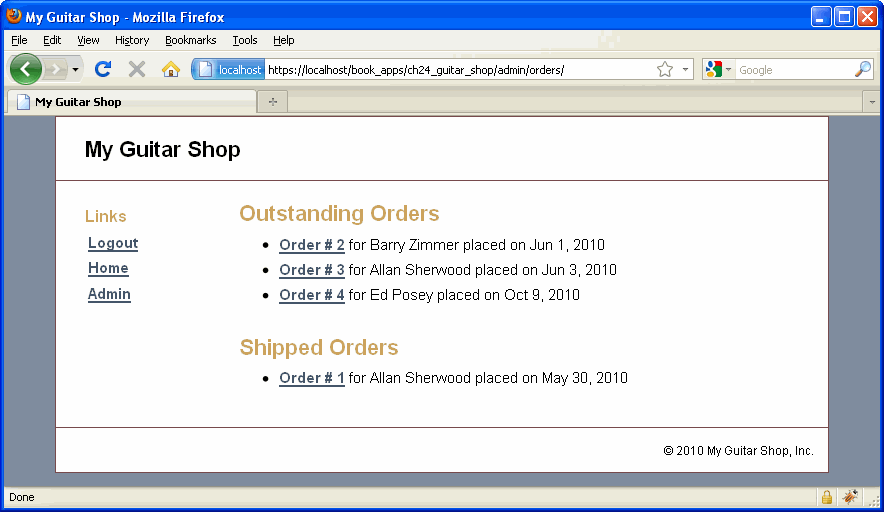 My Guitar Shop - Mozilla Firefox
File Edit View History Bookmarks Tools Help
localhost https://localhost/book_apps/ch24_guitar_shop/admin/orders/ Google
My Guitar Shop
My Guitar Shop
Links
Logout
Home
Admin
Outstanding Orders
Order # 2 for Barry Zimmer placed on Jun 1, 2010
Order # 3 for Allan Sherwood placed on Jun 3, 2010
Order # 4 for Ed Posey placed on Oct 9, 2010
Shipped Orders
Order # 1 for Allan Sherwood placed on May 30, 2010
© 2010 My Guitar Shop, Inc.
Done